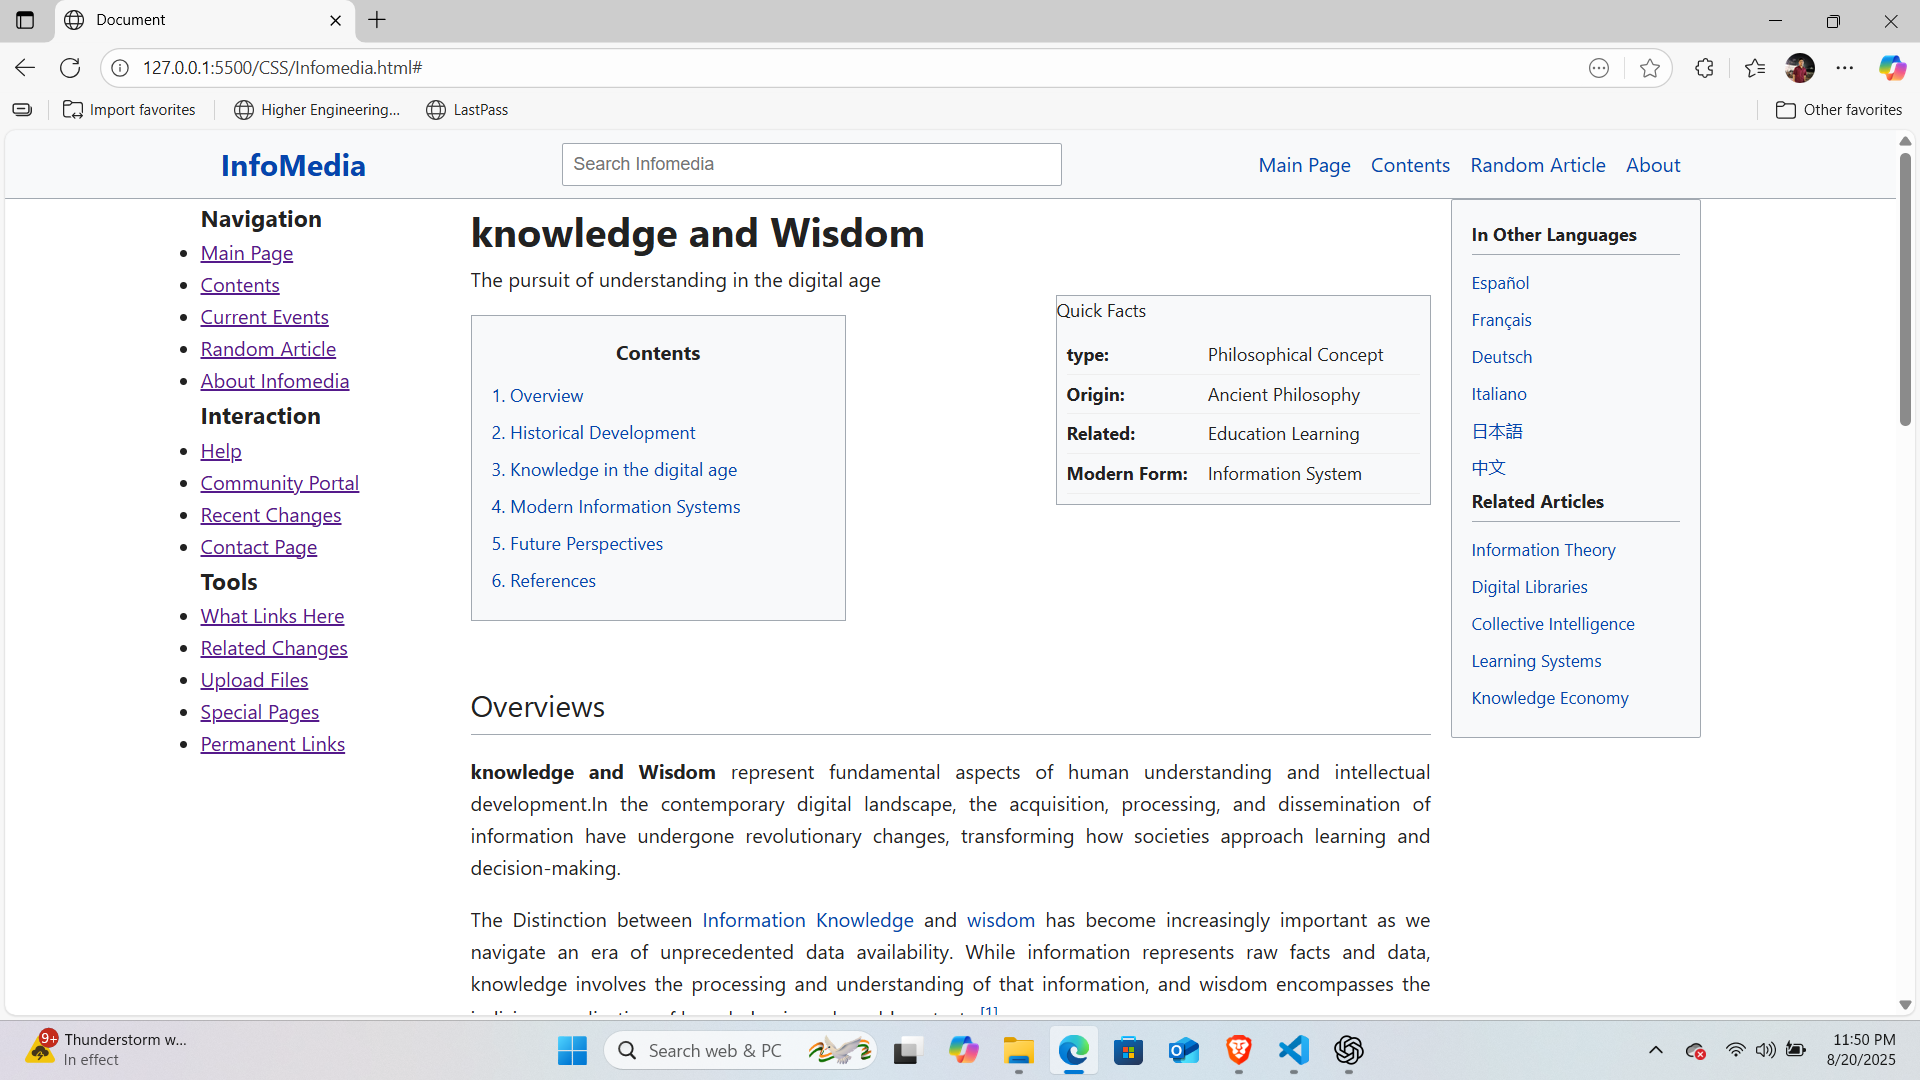 Document
127.0.0.1:5500/CSS/Infomedia.html#
Import favorites
Higher Engineering...
LastPass
Other favorites
InfoMedia
Search Infomedia
Main Page
Contents
Random Article
About
Navigation
Main Page
Contents
Current Events
Random Article
About Infomedia
Interaction
Help
Community Portal
Recent Changes
Contact Page
Tools
What Links Here
Related Changes
Upload Files
Special Pages
Permanent Links
knowledge and Wisdom
The pursuit of understanding in the digital age
Contents
1. Overview
2. Historical Development
3. Knowledge in the digital age
4. Modern Information Systems
5. Future Perspectives
6. References
Quick Facts
type: Philosophical Concept
Origin: Ancient Philosophy
Related: Education Learning
Modern Form: Information System
Overviews
knowledge and Wisdom represent fundamental aspects of human understanding and intellectual
development.In the contemporary digital landscape, the acquisition, processing, and dissemination of
information have undergone revolutionary changes, transforming how societies approach learning and
decision-making.
The Distinction between Information Knowledge and wisdom has become increasingly important as we
navigate an era of unprecedented data availability. While information represents raw facts and data,
knowledge involves the processing and understanding of that information, and wisdom encompasses the
[1]
In Other Languages
Español
Français
Deutsch
Italiano
日本語
中文
Related Articles
Information Theory
Digital Libraries
Collective Intelligence
Learning Systems
Knowledge Economy
9+
Thunderstorm w...
In effect
Search web & PC
11:50 PM
8/20/2025